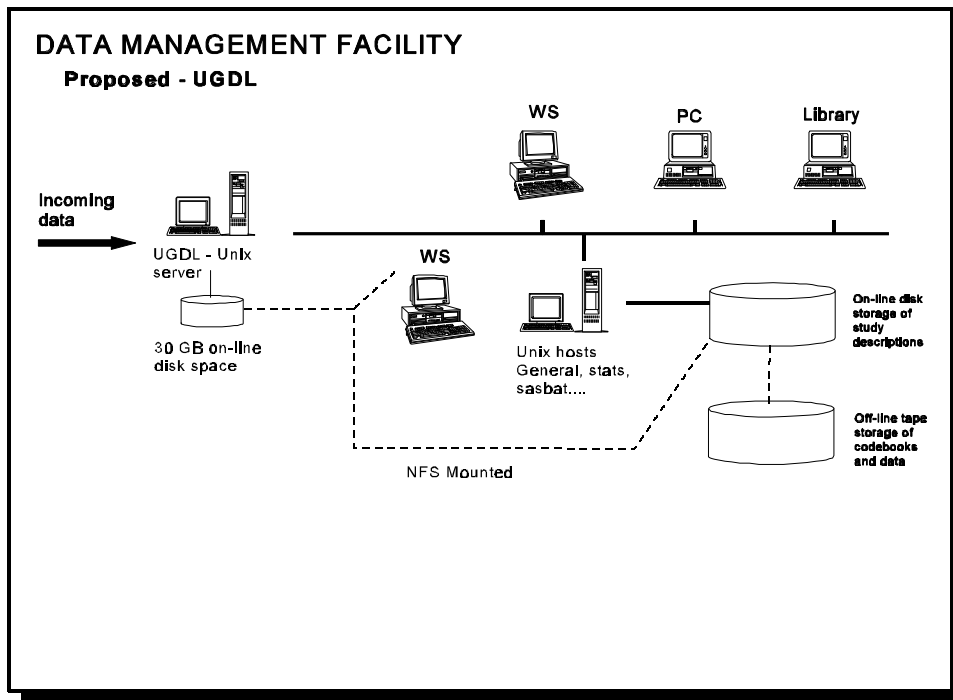 DATA MANAGEMENT FACILITY
Proposed - UGDL
WS
PC
Library
Incoming
data
UGDL - Unix
server
WS
30 GB on-line
disk space
Unix hosts
General, stats,
sasbat....
On-line disk
storage of
study
descriptions
Off-line tape
storage of
codebooks
and data
NFS Mounted